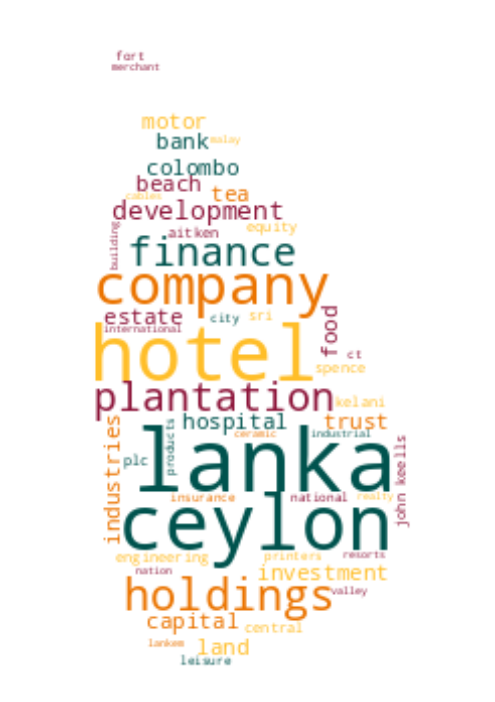 fort
merchant
motor
bank malay
colombo
beach
cables tea
development
equity
aitken
building
finance
company
estate city sri
international
food
hotel
ct
spence
plantation kelani
hospital trust
ceramic industrial
industries
products
lanka
plc
john keells
insurance national realty
ceylon
engineering printers resorts
nation investment
holdings valley
capital central
lankem land
leisure